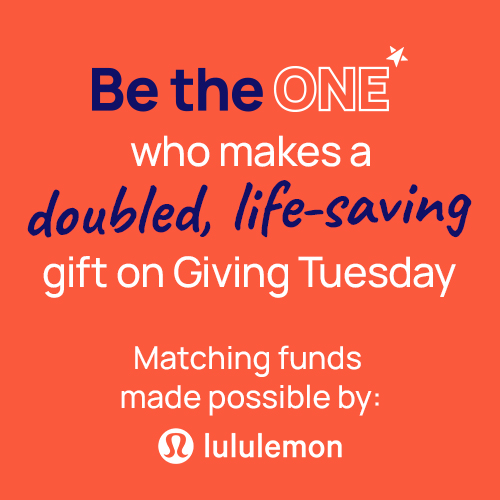 Be the ONE
who makes a
doubled, life-saving
gift on Giving Tuesday
Matching funds
made possible by:
lululemon